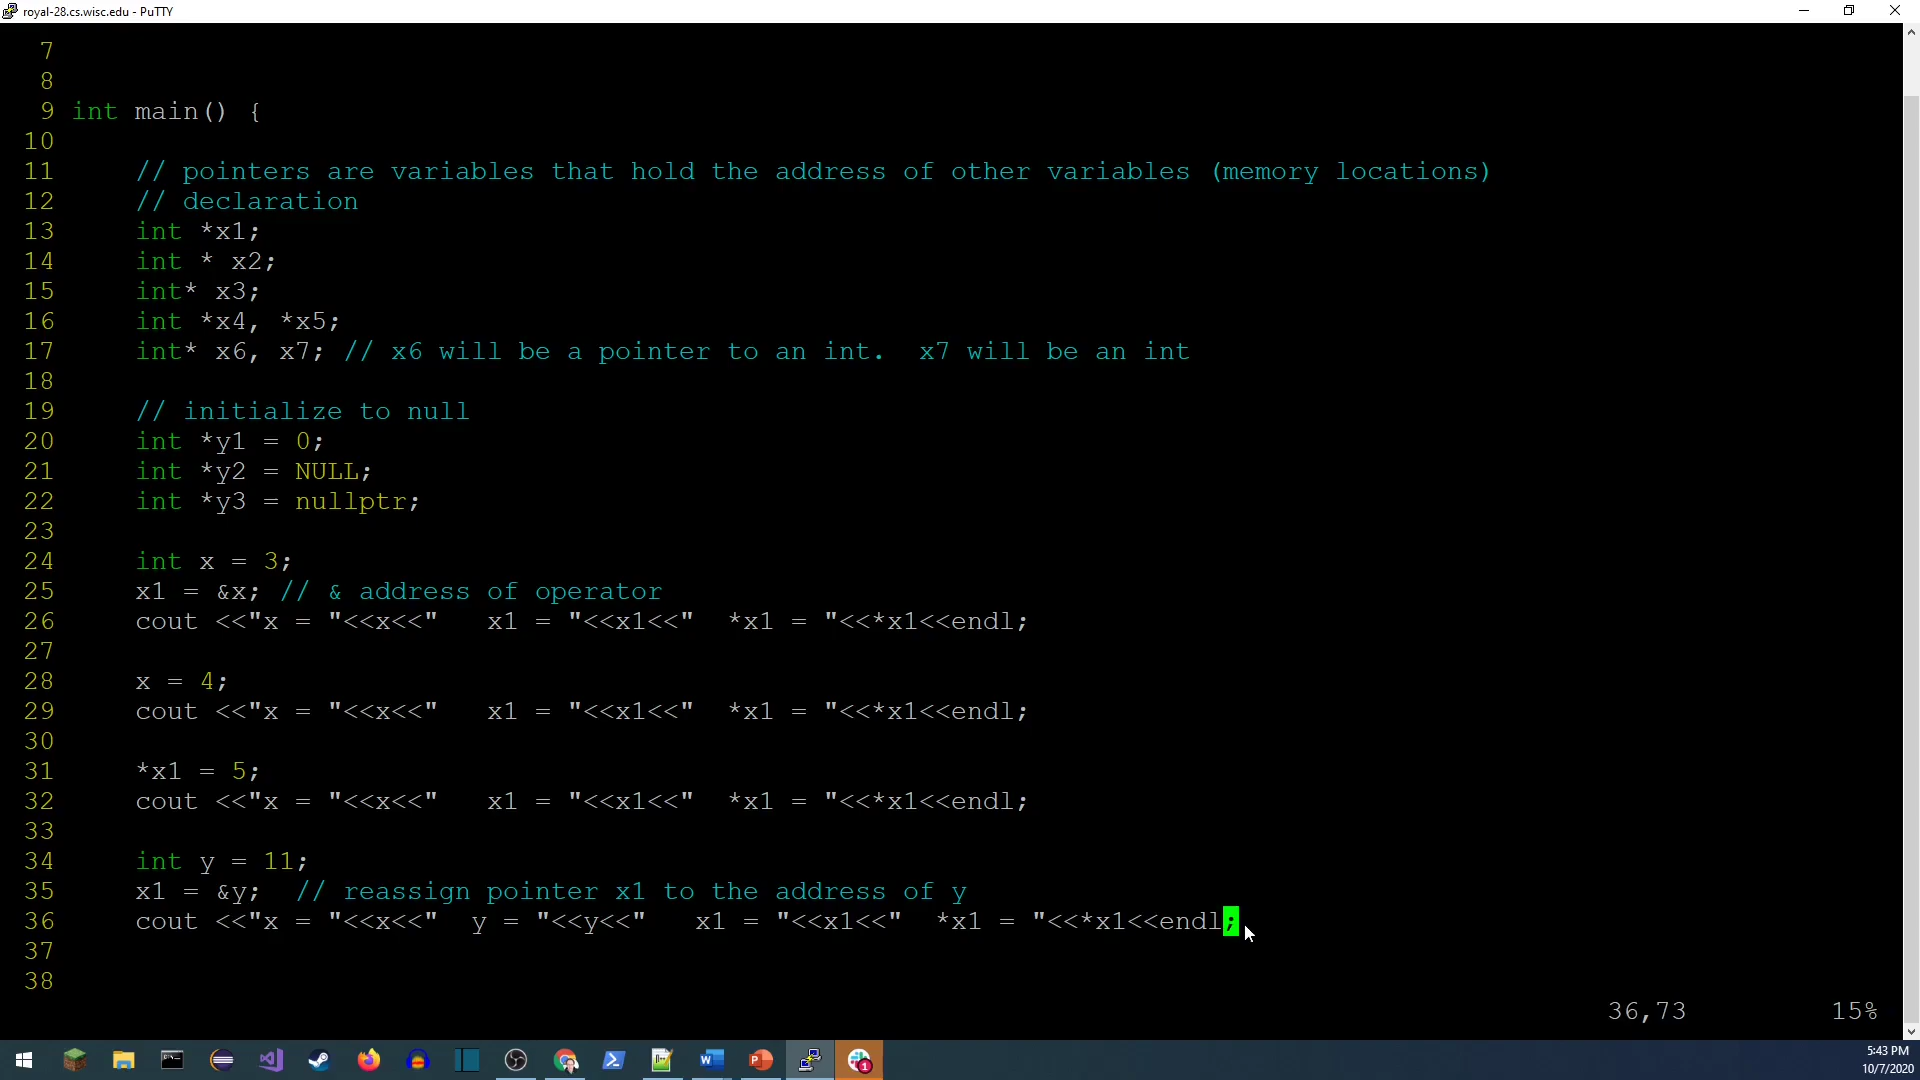 royal-28.cs.wisc.edu - PuTTY
7
8
9 int main() {
10
11 // pointers are variables that hold the address of other variables (memory locations)
12 // declaration
13 int *x1;
14 int * x2;
15 int* x3;
16 int *x4, *x5;
17 int* x6, x7; // x6 will be a pointer to an int.  x7 will be an int
18
19 // initialize to null
20 int *y1 = 0;
21 int *y2 = NULL;
22 int *y3 = nullptr;
23
24 int x = 3;
25 x1 = &x; // & address of operator
26 cout <<"x = "<<x<<"   x1 = "<<x1<<"  *x1 = "<<*x1<<endl;
27
28 x = 4;
29 cout <<"x = "<<x<<"   x1 = "<<x1<<"  *x1 = "<<*x1<<endl;
30
31 *x1 = 5;
32 cout <<"x = "<<x<<"   x1 = "<<x1<<"  *x1 = "<<*x1<<endl;
33
34 int y = 11;
35 x1 = &y;  // reassign pointer x1 to the address of y
36 cout <<"x = "<<x<<"  y = "<<y<<"   x1 = "<<x1<<"  *x1 = "<<*x1<<endl;
37
38
36,73 15%
5:43 PM
10/7/2020